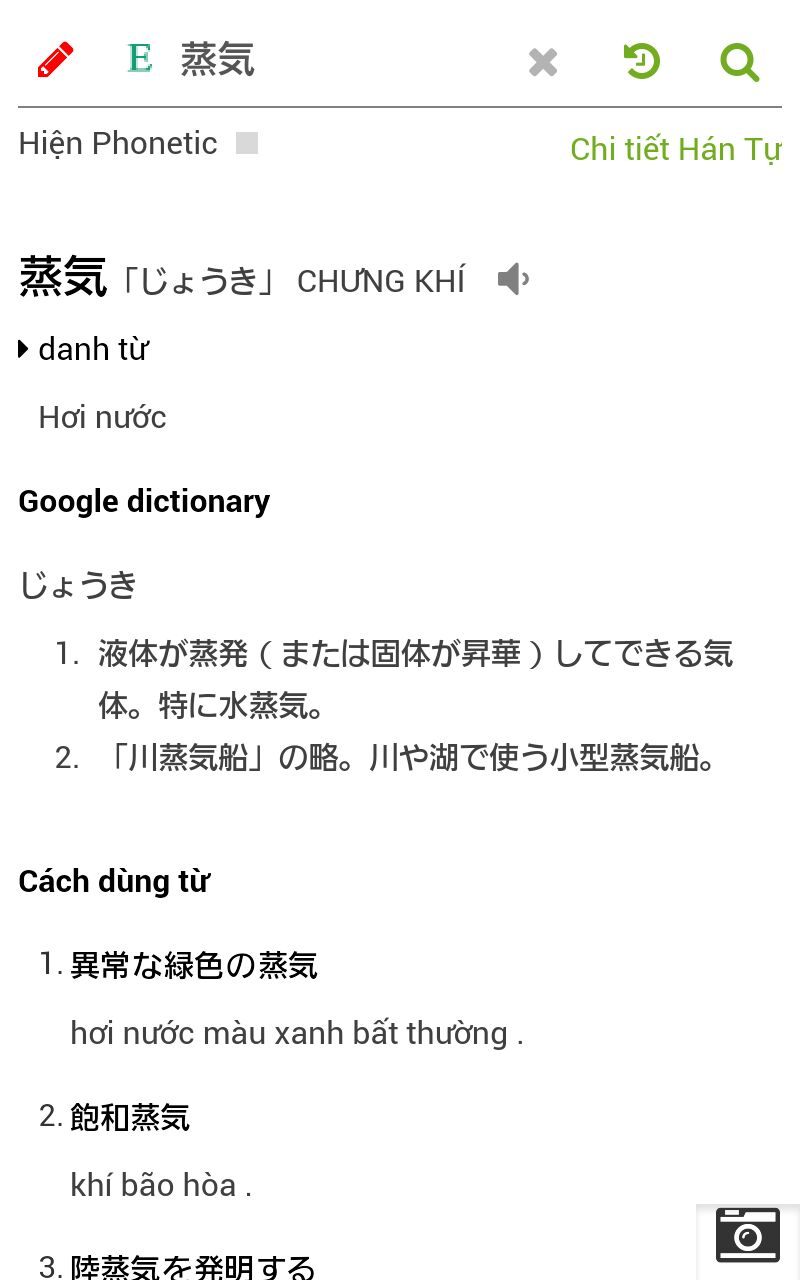 E 蒸気
Hiện Phonetic
Chi tiết Hán Tự
蒸気「じょうき」 CHƯNG KHÍ
danh từ
Hơi nước
Google dictionary
じょうき
1. 液体が蒸発（または固体が昇華）してできる気
体。特に水蒸気。
2. 「川蒸気船」の略。川や湖で使う小型蒸気船。
Cách dùng từ
1. 異常な緑色の蒸気
hơi nước màu xanh bất thường .
2. 飽和蒸気
khí bão hòa .
3. 陸蒸気を発明する